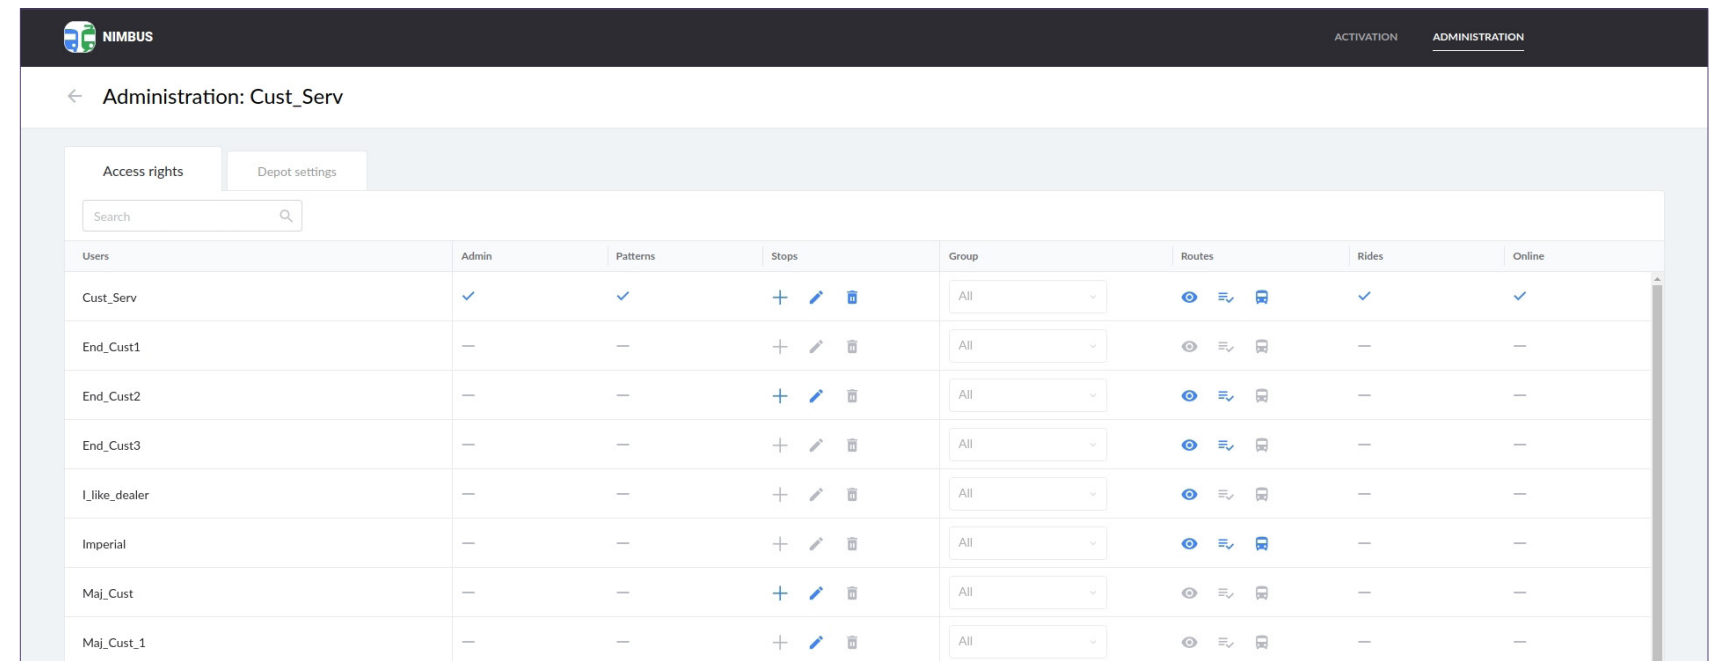 NIMBUS ACTIVATION ADMINISTRATION
Administration: Cust_Serv
Access rights Depot settings
Search
Users Admin Patterns Stops Group Routes Rides Online
Cust_Serv All
End_Cust1 All
End_Cust2 All
End_Cust3 All
I_like_dealer All
Imperial All
Maj_Cust All
Maj_Cust_1 All